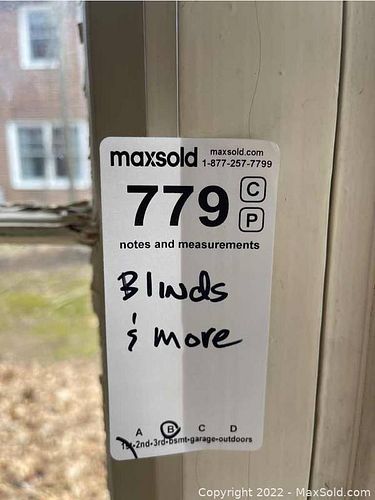 maxsold maxsold.com
1-877-257-7799
779 C
P
notes and measurements
Blinds
& more
A B C D
1st•2nd•3rd•bsmt•garage•outdoors
Copyright © 2022 - MaxSold.com